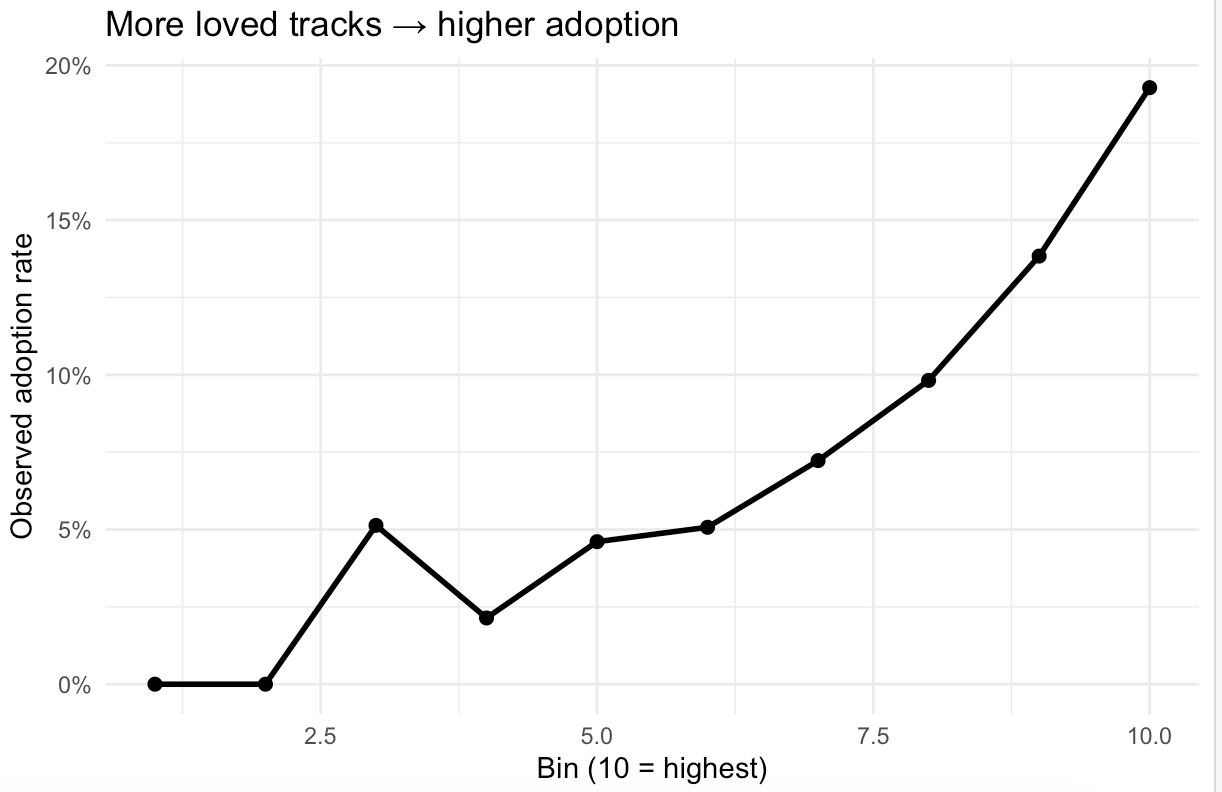 More loved tracks → higher adoption
Observed adoption rate
20%
15%
10%
5%
0%
2.5 5.0 7.5 10.0
Bin (10 = highest)